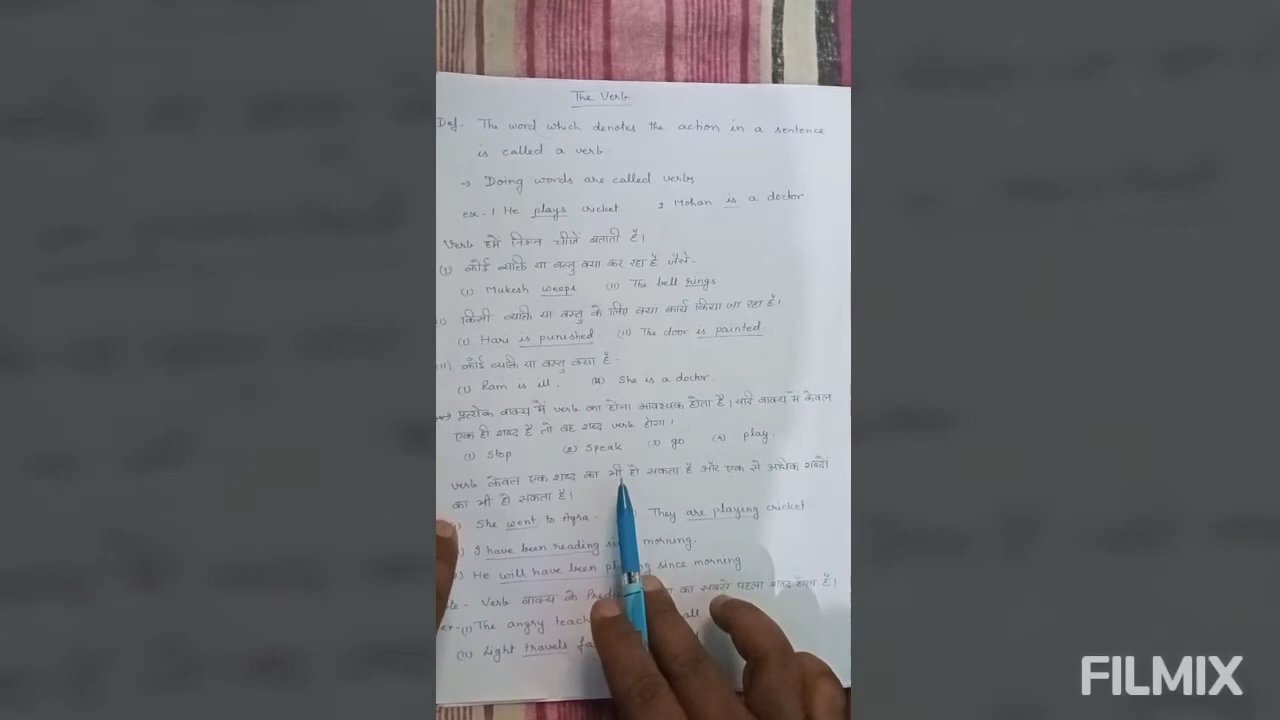 The Verb
Def. The word which denotes the action in a sentence
is called a verb.
→ Doing words are called verbs
ex. 1 He plays cricket 2 Mohan is a doctor
Verb हमें निम्न चीजें बताती है।
(I) कोई व्यक्ति या वस्तु क्या कर रहा है जैसे-
(I) Mukesh weeps (II) The bell rings
किसी व्यक्ति या वस्तु के लिए क्या कार्य किया जा रहा है।
(I) Hari is punished. (II) The door is painted
कोई व्यक्ति या वस्तु क्या है-
(I) Ram is ill. (II) She is a doctor.
प्रत्येक वाक्य में verb का होना आवश्यक होता है। यदि वाक्य में केवल
एक ही शब्द है तो वह शब्द verb होगा।
(1) Stop (2) Speak (3) go (4) play.
verb केवल एक शब्द का भी हो सकता है और एक से अधिक शब्दों
का भी हो सकता है।
She went to Agra. They are playing cricket
I have been reading morning.
He will have been since morning
Verb वाक्य के का सबसे पहला शब्द होता है।
ex-(I) The angry
(II) Light travels
FILMIX